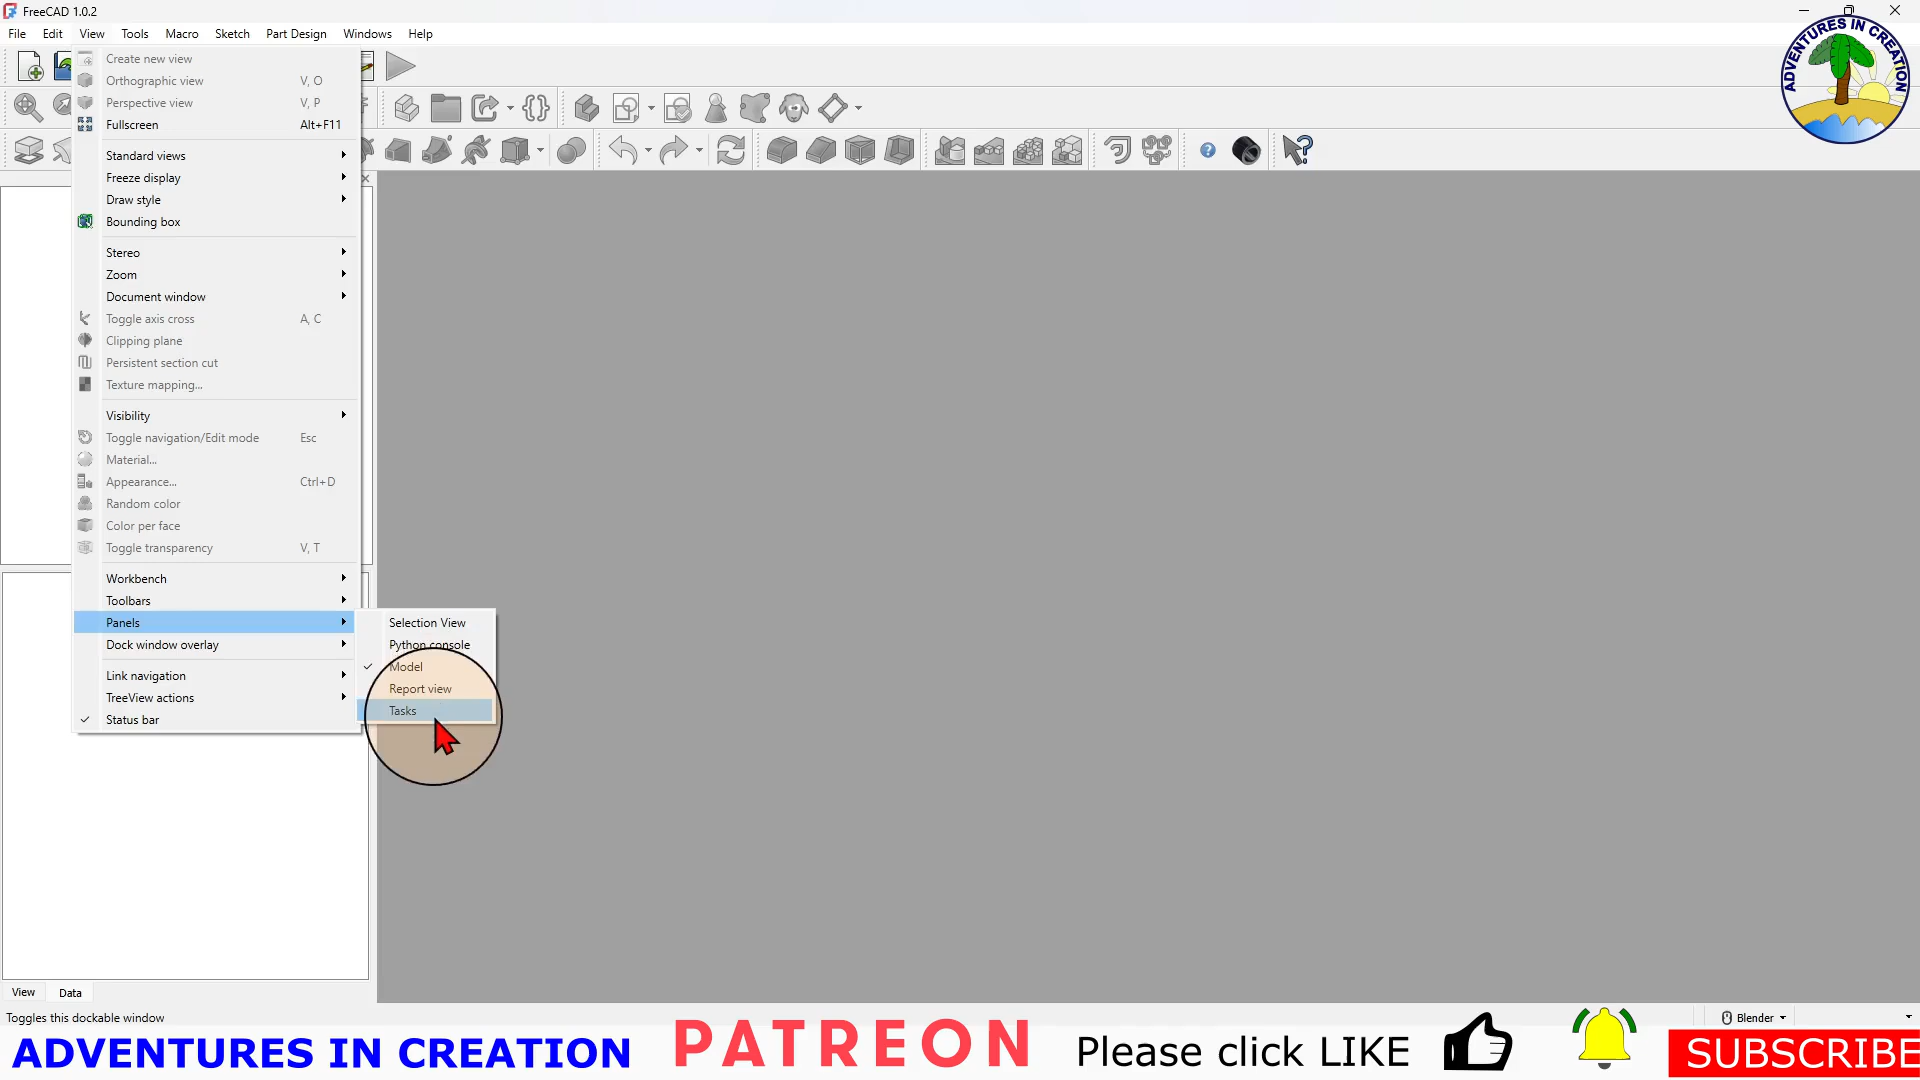 FreeCAD 1.0.2
File Edit View Tools Macro Sketch Part Design Windows Help
ADVENTURES IN CREATION
Create new view
Orthographic view V, O
Perspective view V, P
Fullscreen Alt+F11
Standard views
Freeze display
Draw style
Bounding box
Stereo
Zoom
Document window
Toggle axis cross A, C
Clipping plane
Persistent section cut
Texture mapping...
Visibility
Toggle navigation/Edit mode Esc
Material...
Appearance... Ctrl+D
Random color
Color per face
Toggle transparency V, T
Workbench
Toolbars
Panels
Dock window overlay
Link navigation
TreeView actions
Status bar
Selection View
Python console
Model
Report view
Tasks
View Data
Toggles this dockable window
Blender
ADVENTURES IN CREATION
PATREON
Please click LIKE
SUBSCRIBE